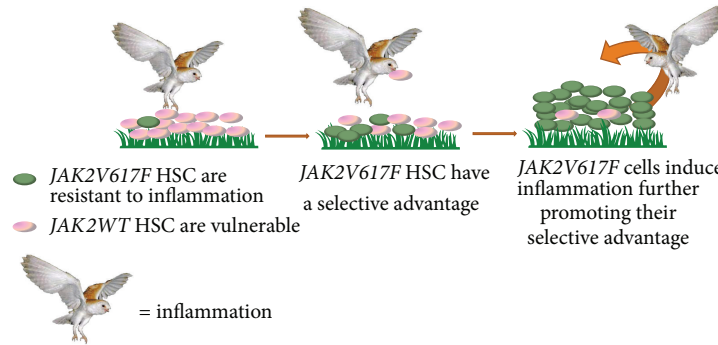 JAK2V617F HSC are
resistant to inflammation
JAK2WT HSC are vulnerable
JAK2V617F HSC have
a selective advantage
JAK2V617F cells induce
inflammation further
promoting their
selective advantage
= inflammation